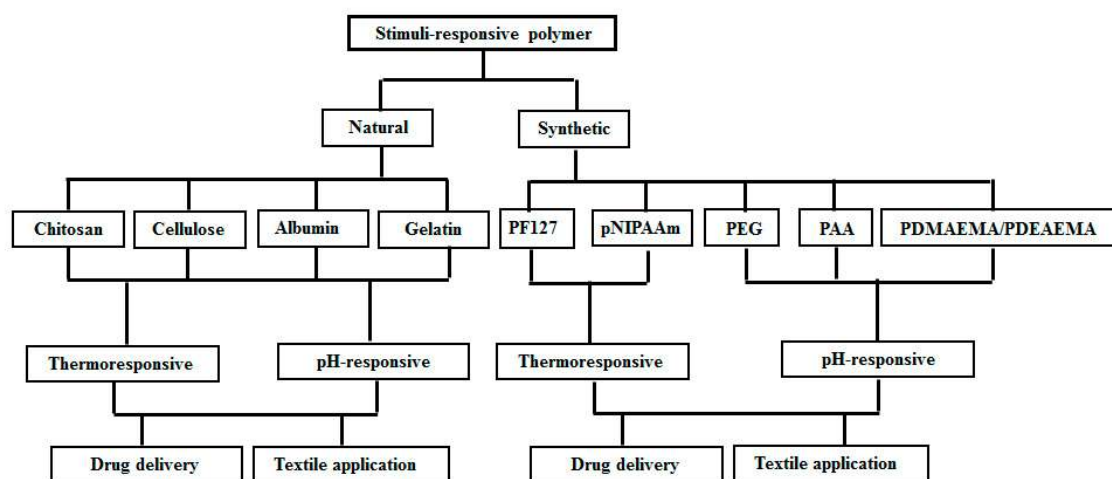 Stimuli-responsive polymer
Natural
Synthetic
Chitosan
Cellulose
Albumin
Gelatin
PF127
pNIPAAm
PEG
PAA
PDMAEMA/PDEAEMA
Thermoresponsive
pH-responsive
Thermoresponsive
pH-responsive
Drug delivery
Textile application
Drug delivery
Textile application